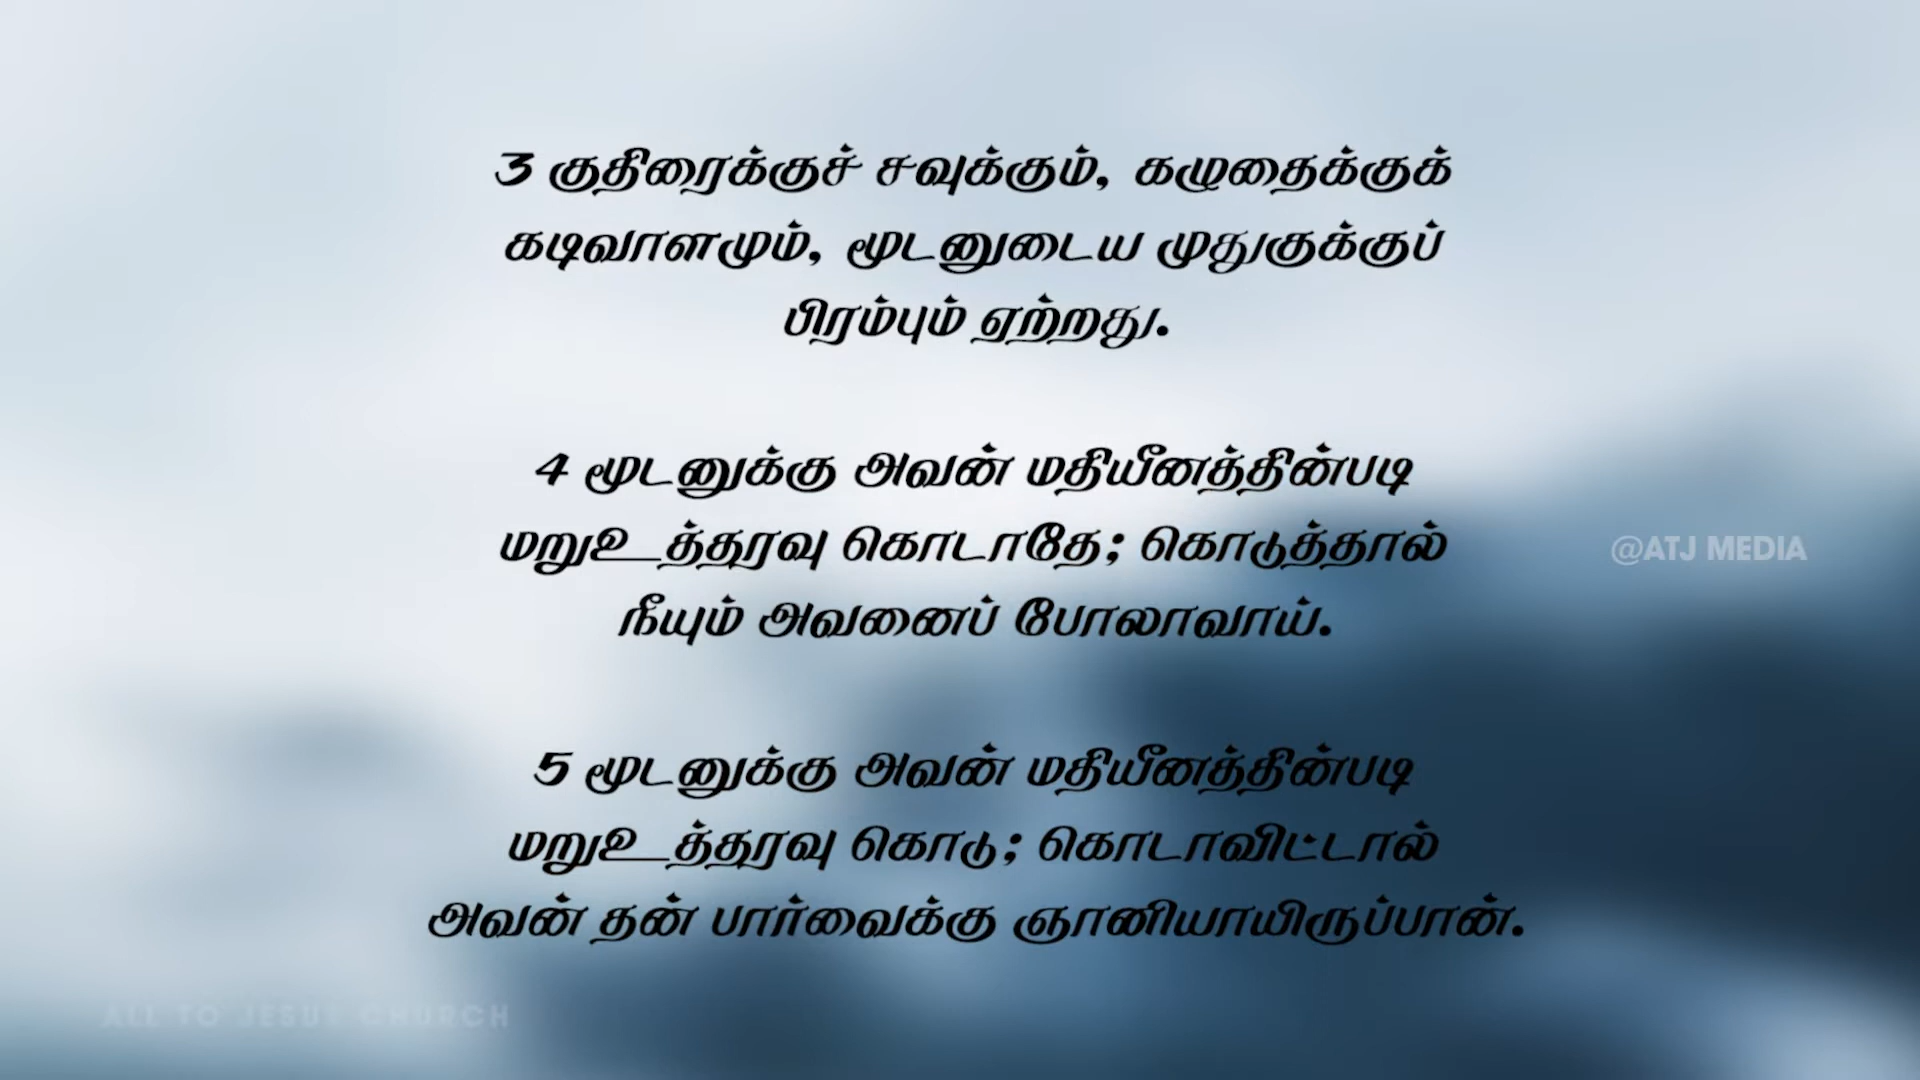 3 குதிரைக்குச் சவுக்கும், கழுதைக்குக்
கடிவாளமும், மூடனுடைய முதுகுக்குப்
பிரம்பும் ஏற்றது.
4 மூடனுக்கு அவன் மதியீனத்தின்படி
மறுஉத்தரவு கொடாதே; கொடுத்தால்
நீயும் அவனைப் போலாவாய்.
@ATJ MEDIA
5 மூடனுக்கு அவன் மதியீனத்தின்படி
மறுஉத்தரவு கொடு; கொடாவிட்டால்
அவன் தன் பார்வைக்கு ஞானியாயிருப்பான்.
ALL TO JESUS CHURCH